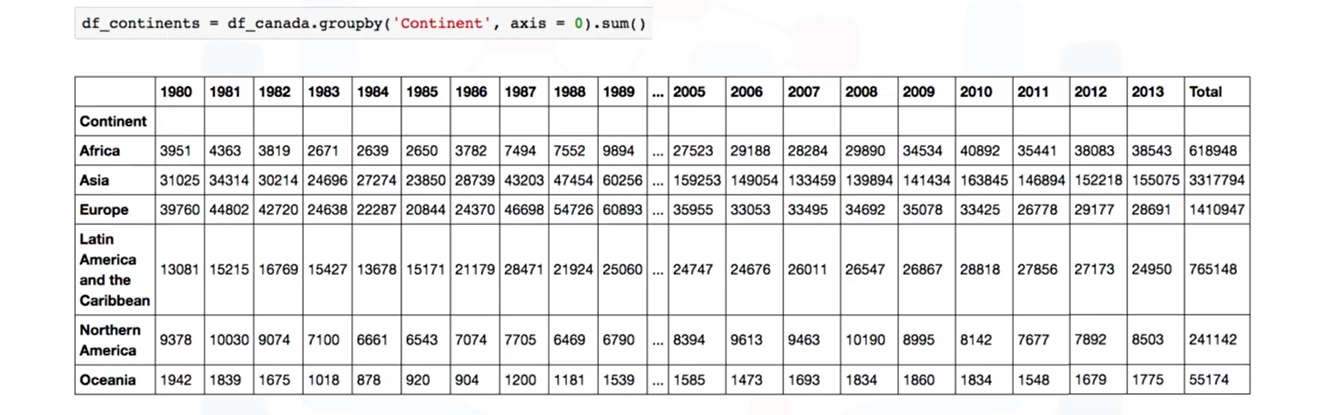 df_continents = df_canada.groupby('Continent', axis = 0).sum()
1980 1981 1982 1983 1984 1985 1986 1987 1988 1989 ... 2005 2006 2007 2008 2009 2010 2011 2012 2013 Total
Continent
Africa 3951 4363 3819 2671 2639 2650 3782 7494 7552 9894 ... 27523 29188 28284 29890 34534 40892 35441 38083 38543 618948
Asia 31025 34314 30214 24696 27274 23850 28739 43203 47454 60256 ... 159253 149054 133459 139894 141434 163845 146894 152218 155075 3317794
Europe 39760 44802 42720 24638 22287 20844 24370 46698 54726 60893 ... 35955 33053 33495 34692 35078 33425 26778 29177 28691 1410947
Latin
America
and the
Caribbean 13081 15215 16769 15427 13678 15171 21179 28471 21924 25060 ... 24747 24676 26011 26547 26867 28818 27856 27173 24950 765148
Northern
America 9378 10030 9074 7100 6661 6543 7074 7705 6469 6790 ... 8394 9613 9463 10190 8995 8142 7677 7892 8503 241142
Oceania 1942 1839 1675 1018 878 920 904 1200 1181 1539 ... 1585 1473 1693 1834 1860 1834 1548 1679 1775 55174